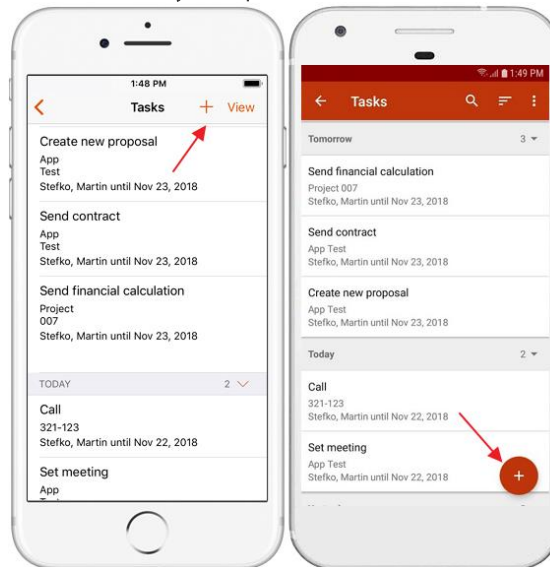 1:48 PM
Tasks + View
Create new proposal
App
Test
Stefko, Martin until Nov 23, 2018
Send contract
App
Test
Stefko, Martin until Nov 23, 2018
Send financial calculation
Project
007
Stefko, Martin until Nov 23, 2018
TODAY 2
Call
321-123
Stefko, Martin until Nov 22, 2018
Set meeting
App
1:49 PM
Tasks
Tomorrow 3
Send financial calculation
Project 007
Stefko, Martin until Nov 23, 2018
Send contract
App Test
Stefko, Martin until Nov 23, 2018
Create new proposal
App Test
Stefko, Martin until Nov 23, 2018
Today 2
Call
321-123
Stefko, Martin until Nov 22, 2018
Set meeting
App Test
Stefko, Martin until Nov 22, 2018
+